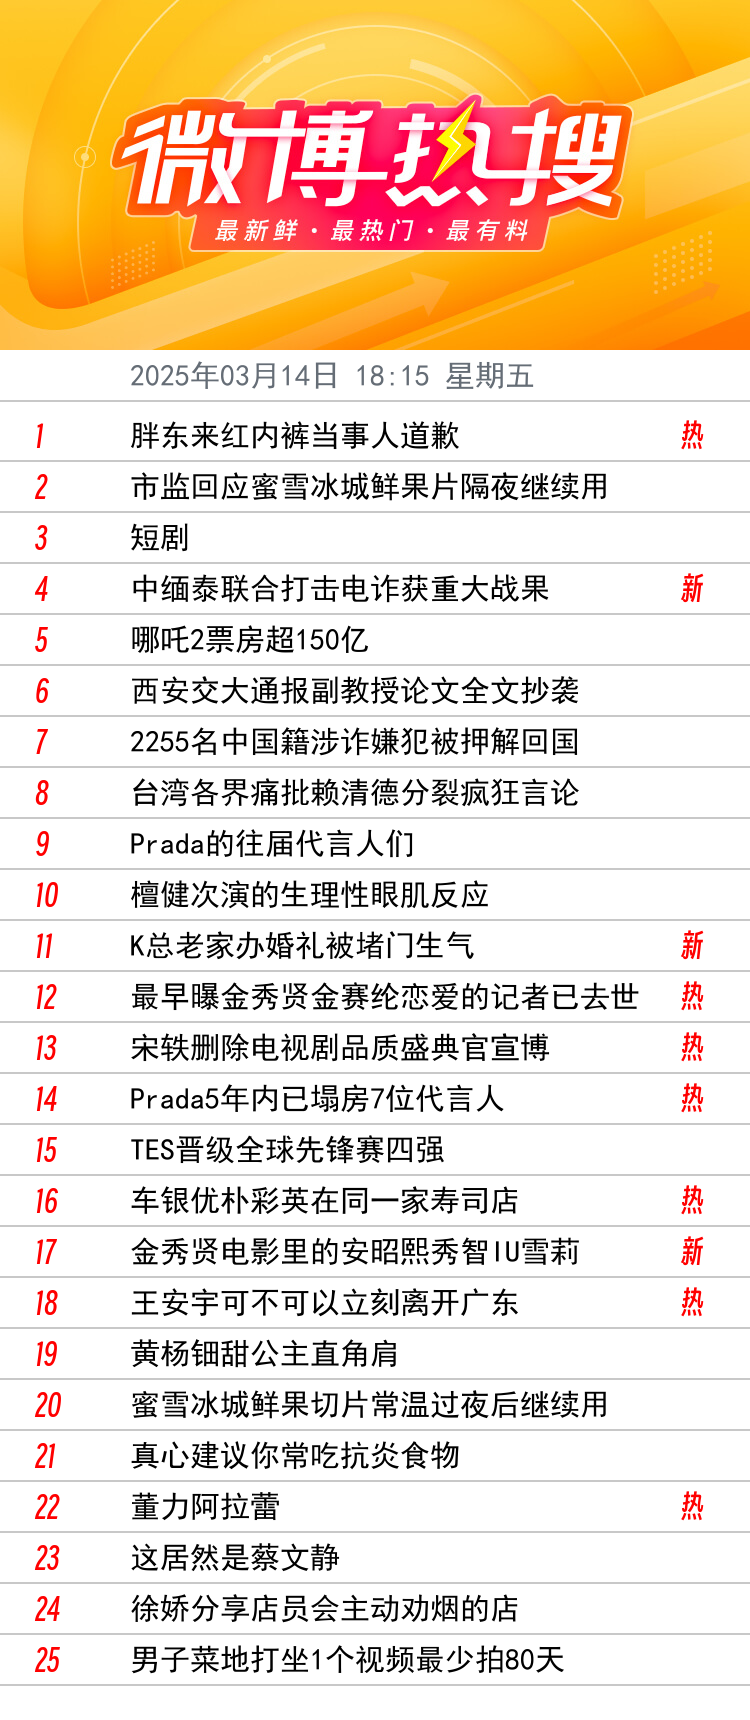 微博热搜
最新鲜·最热门·最有料
2025年03月14日 18:15 星期五
1 胖东来红内裤当事人道歉 热
2 市监回应蜜雪冰城鲜果片隔夜继续用
3 短剧
4 中缅泰联合打击电诈获重大战果 新
5 哪吒2票房超150亿
6 西安交大通报副教授论文全文抄袭
7 2255名中国籍涉诈嫌犯被押解回国
8 台湾各界痛批赖清德分裂疯狂言论
9 Prada的往届代言人们
10 檀健次演的生理性眼肌反应
11 K总老家办婚礼被堵门生气 新
12 最早曝金秀贤金赛纶恋爱的记者已去世 热
13 宋轶删除电视剧品质盛典官宣博 热
14 Prada5年内已塌房7位代言人 热
15 TES晋级全球先锋赛四强
16 车银优朴彩英在同一家寿司店 热
17 金秀贤电影里的安昭熙秀智IU雪莉 新
18 王安宇可不可以立刻离开广东 热
19 黄杨钿甜公主直角肩
20 蜜雪冰城鲜果切片常温过夜后继续用
21 真心建议你常吃抗炎食物
22 董力阿拉蕾 热
23 这居然是蔡文静
24 徐娇分享店员会主动劝烟的店
25 男子菜地打坐1个视频最少拍80天